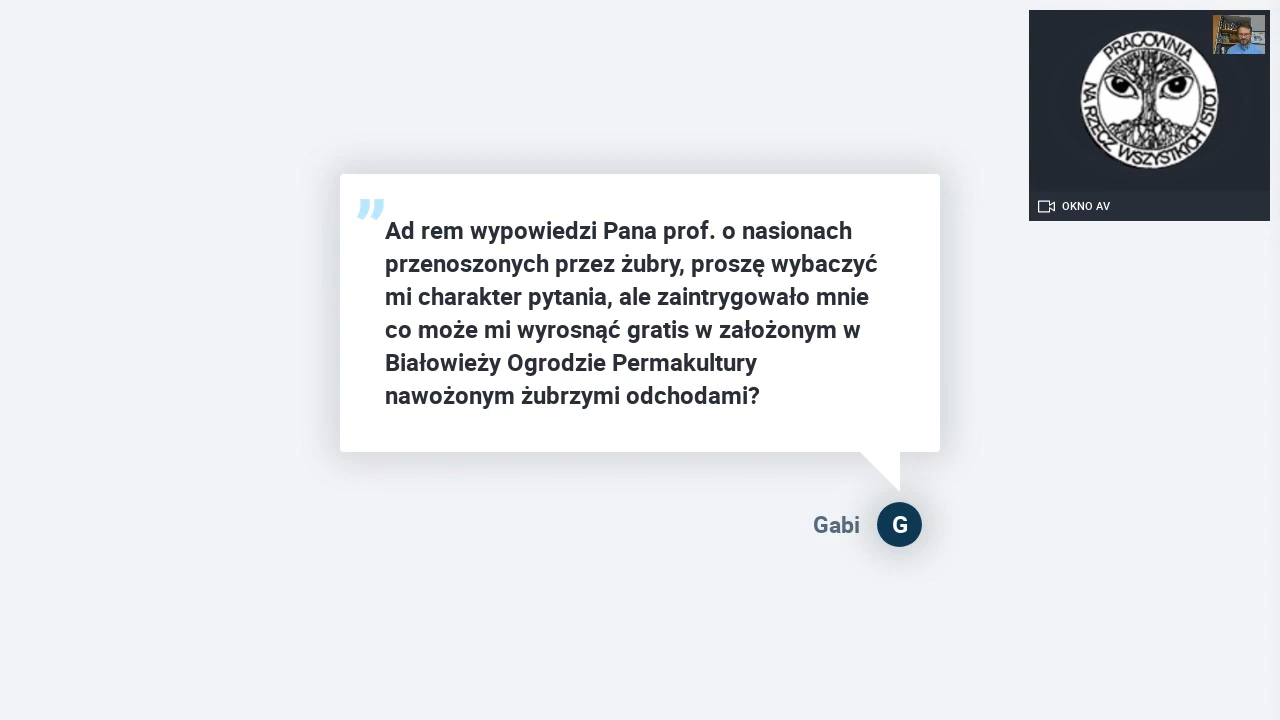 PRACOWNIA
NA RZECZ WSZYSTKICH ISTOT
OKNO AV
”
Ad rem wypowiedzi Pana prof. o nasionach
przenoszonych przez żubry, proszę wybaczyć
mi charakter pytania, ale zaintrygowało mnie
co może mi wyrosnąć gratis w założonym w
Białowieży Ogrodzie Permakultury
nawożonym żubrzymi odchodami?
Gabi G